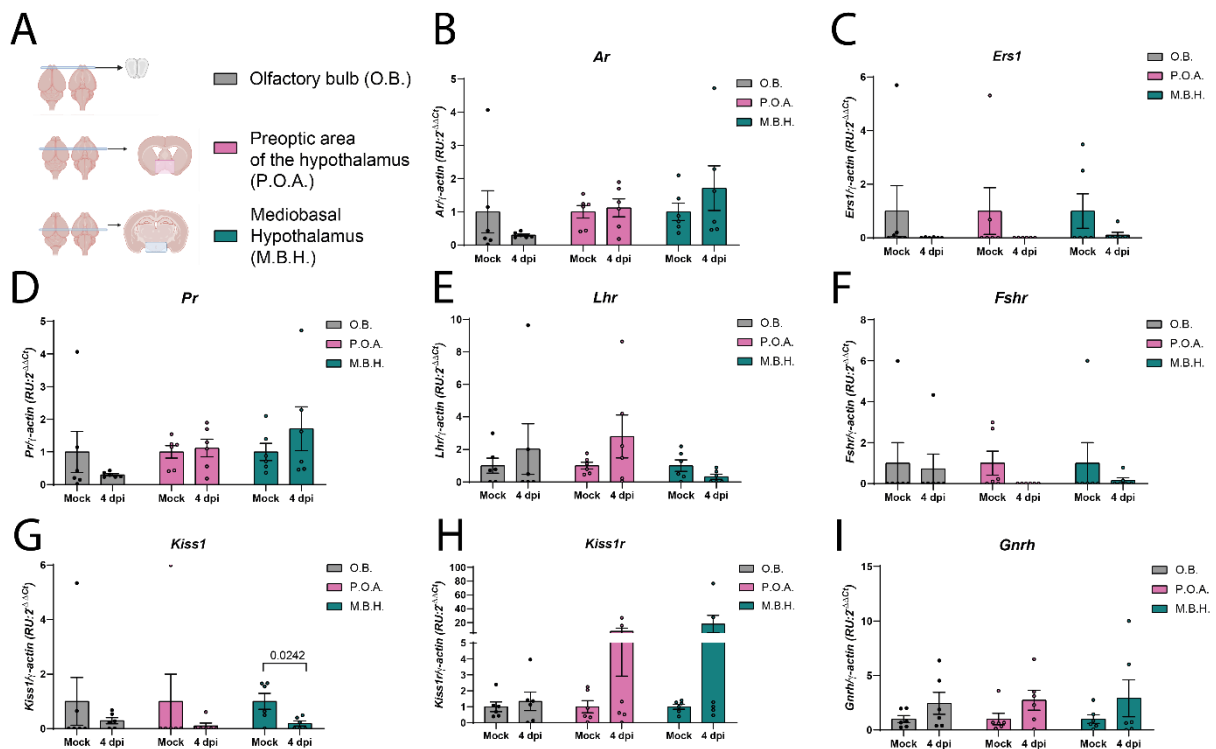 A
Olfactory bulb (O.B.)
Preoptic area
of the hypothalamus
(P.O.A.)
Mediobasal
Hypothalamus
(M.B.H.)
B
Ar
Ar/γ-actin (RU:2^-ΔΔCt)
5
4
3
2
1
0
Mock 4 dpi Mock 4 dpi Mock 4 dpi
O.B.
P.O.A.
M.B.H.
C
Ers1
Ers1/γ-actin (RU:2^-ΔΔCt)
6
4
2
0
Mock 4 dpi Mock 4 dpi Mock 4 dpi
O.B.
P.O.A.
M.B.H.
D
Pr
Pr/γ-actin (RU:2^-ΔΔCt)
5
4
3
2
1
0
Mock 4 dpi Mock 4 dpi Mock 4 dpi
O.B.
P.O.A.
M.B.H.
E
Lhr
Lhr/γ-actin (RU:2^-ΔΔCt)
10
8
6
4
2
0
Mock 4 dpi Mock 4 dpi Mock 4 dpi
O.B.
P.O.A.
M.B.H.
F
Fshr
Fshr/γ-actin (RU:2^-ΔΔCt)
8
6
4
2
0
Mock 4 dpi Mock 4 dpi Mock 4 dpi
O.B.
P.O.A.
M.B.H.
G
Kiss1
Kiss1/γ-actin (RU:2^-ΔΔCt)
6
4
2
0
0.0242
Mock 4 dpi Mock 4 dpi Mock 4 dpi
O.B.
P.O.A.
M.B.H.
H
Kiss1r
Kiss1r/γ-actin (RU:2^-ΔΔCt)
100
80
60
40
20
5
4
3
2
1
0
Mock 4 dpi Mock 4 dpi Mock 4 dpi
O.B.
P.O.A.
M.B.H.
I
Gnrh
Gnrh/γ-actin (RU:2^-ΔΔCt)
15
10
5
0
Mock 4 dpi Mock 4 dpi Mock 4 dpi
O.B.
P.O.A.
M.B.H.